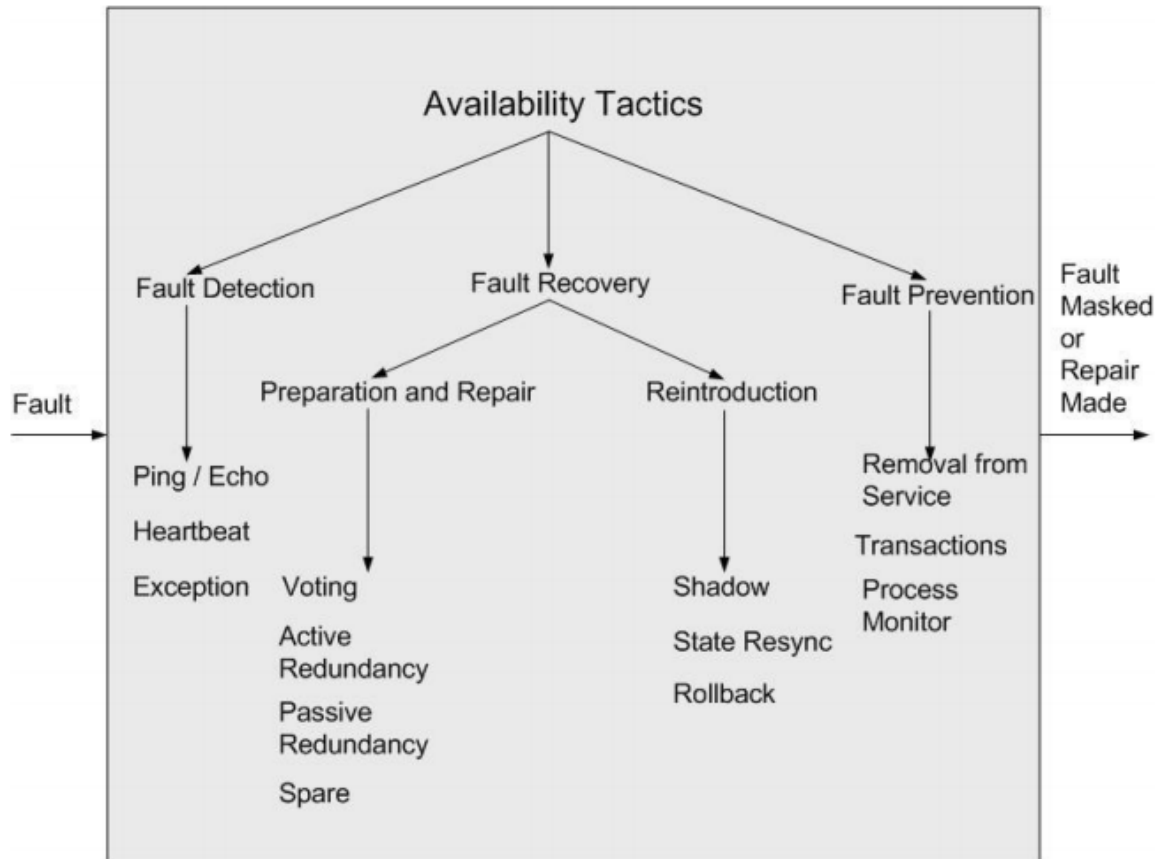 Availability Tactics
Fault Detection
Fault Recovery
Fault Prevention
Fault
Masked
or
Repair
Made
Fault
Preparation and Repair
Reintroduction
Ping / Echo
Heartbeat
Exception
Voting
Active
Redundancy
Passive
Redundancy
Spare
Shadow
State Resync
Rollback
Removal from
Service
Transactions
Process
Monitor